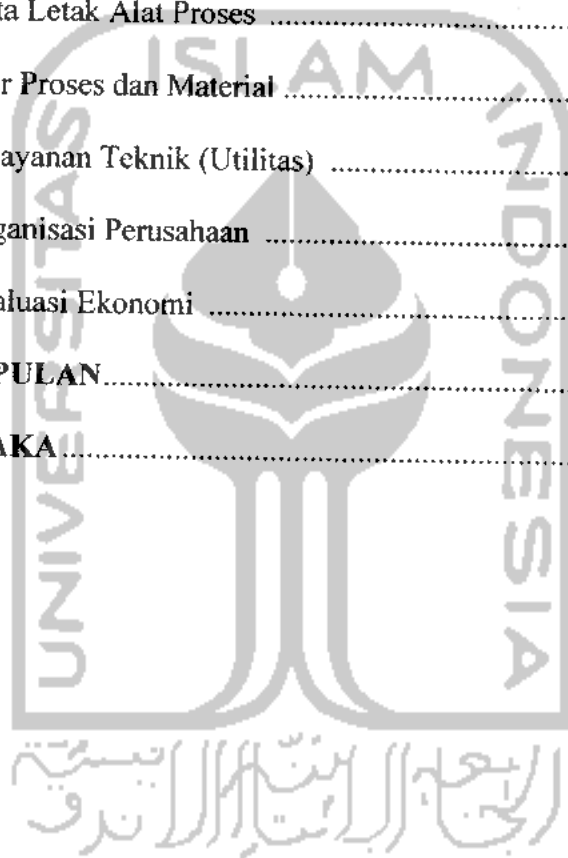 ta Letak Alat Proses ................................................
r Proses dan Material ................................................
ayanan Teknik (Utilitas) ................................................
ganisasi Perusahaan ................................................
aluasi Ekonomi ................................................
PULAN................................................
AKA................................................
UNIVERSITAS
ISLAM
INDONESIA